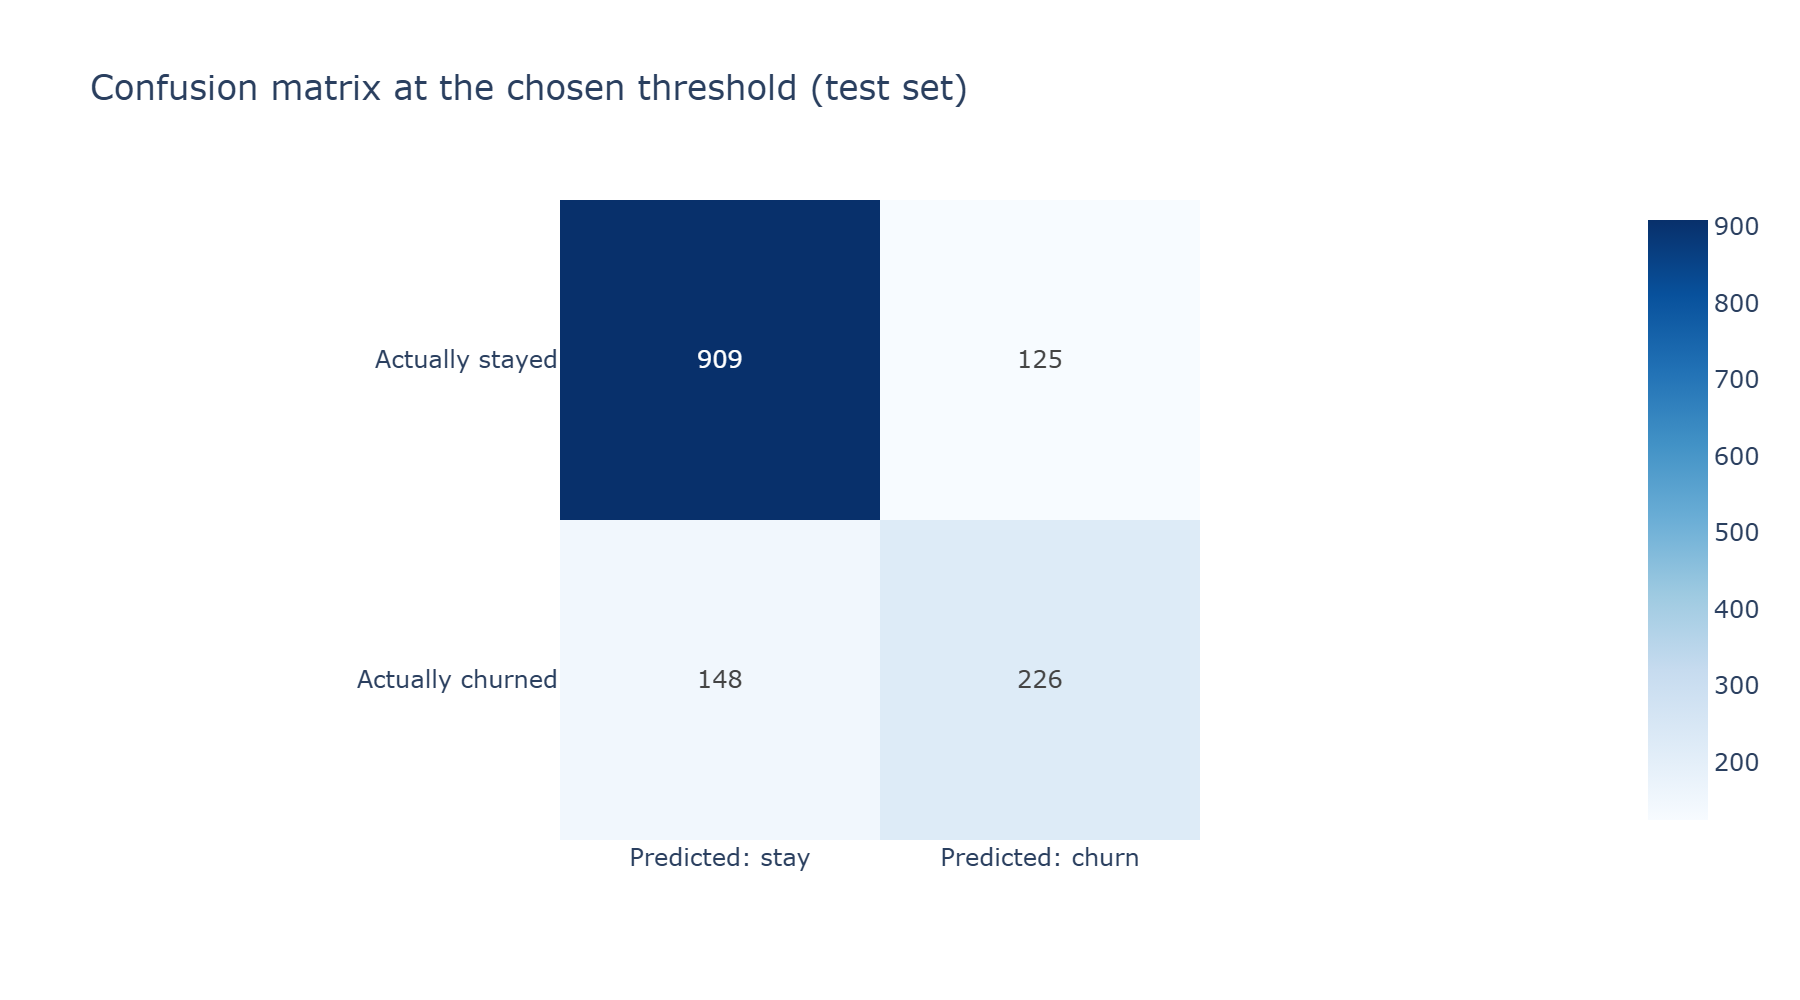 Confusion matrix at the chosen threshold (test set)
Actually stayed
909
125
Actually churned
148
226
Predicted: stay
Predicted: churn
900
800
700
600
500
400
300
200